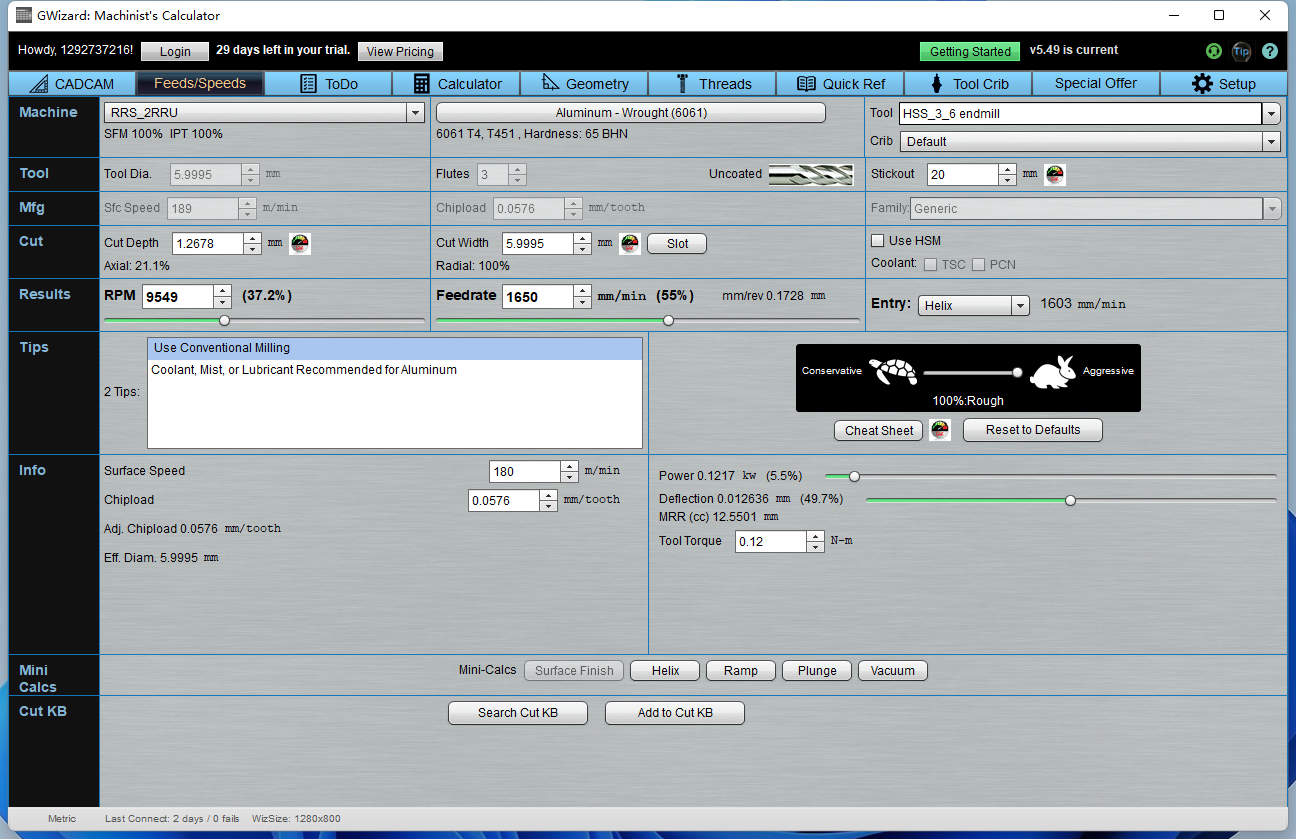 GWizard: Machinist's Calculator
Howdy, 1292737216! Login 29 days left in your trial. View Pricing Getting Started v5.49 is current Tip ?
CADCAM Feeds/Speeds ToDo Calculator Geometry Threads Quick Ref Tool Crib Special Offer Setup
Machine RRS_2RRU Aluminum - Wrought (6061) Tool HSS_3_6 endmill
SFM 100% IPT 100% 6061 T4, T451 , Hardness: 65 BHN Crib Default
Tool Tool Dia. 5.9995 mm Flutes 3 Uncoated Stickout 20 mm
Mfg Sfc Speed 189 m/min Chipload 0.0576 mm/tooth Family: Generic
Cut Cut Depth 1.2678 mm Cut Width 5.9995 mm Slot Use HSM
Axial: 21.1% Radial: 100% Coolant: TSC PCN
Results RPM 9549 (37.2%) Feedrate 1650 mm/min (55%) mm/rev 0.1728 mm Entry: Helix 1603 mm/min
Tips Use Conventional Milling
Coolant, Mist, or Lubricant Recommended for Aluminum
2 Tips:
Conservative Aggressive
100%:Rough
Cheat Sheet Reset to Defaults
Info Surface Speed 180 m/min
Chipload 0.0576 mm/tooth
Adj. Chipload 0.0576 mm/tooth
Eff. Diam. 5.9995 mm
Power 0.1217 kw (5.5%)
Deflection 0.012636 mm (49.7%)
MRR (cc) 12.5501 mm
Tool Torque 0.12 N-m
Mini Calcs Mini-Calcs Surface Finish Helix Ramp Plunge Vacuum
Cut KB Search Cut KB Add to Cut KB
Metric Last Connect: 2 days / 0 fails WizSize: 1280x800